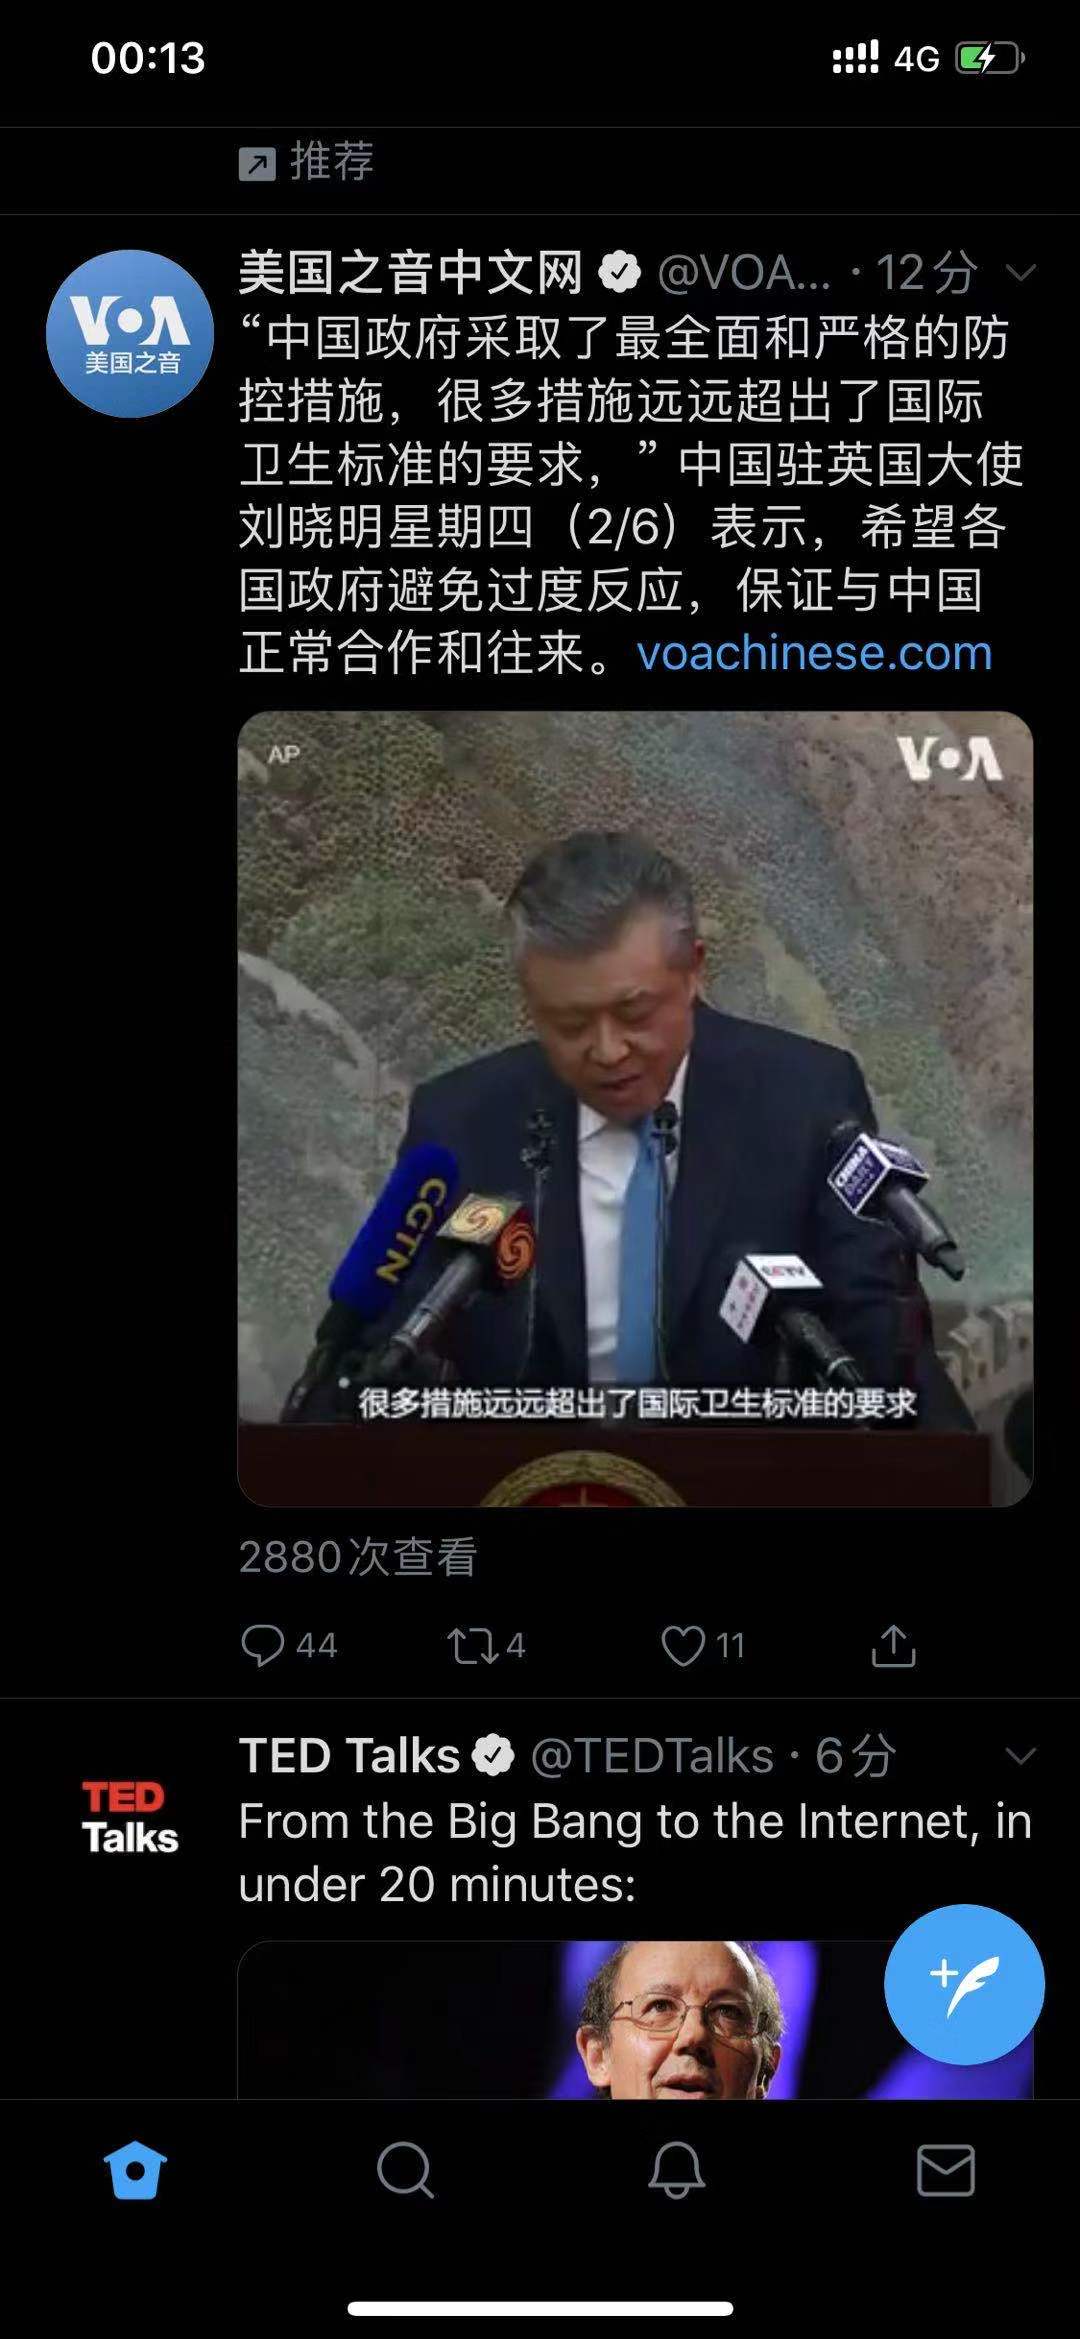 00:13
4G
推荐
美国之音中文网 @VOA... · 12分
VOA
美国之音
“中国政府采取了最全面和严格的防
控措施，很多措施远远超出了国际
卫生标准的要求，” 中国驻英国大使
刘晓明星期四（2/6）表示，希望各
国政府避免过度反应，保证与中国
正常合作和往来。voachinese.com
AP
VOA
CHINA
DAILY
CGTN
CCTV
很多措施远远超出了国际卫生标准的要求
2880次查看
44 4 11
TED Talks @TEDTalks · 6分
TED
Talks
From the Big Bang to the Internet, in
under 20 minutes: